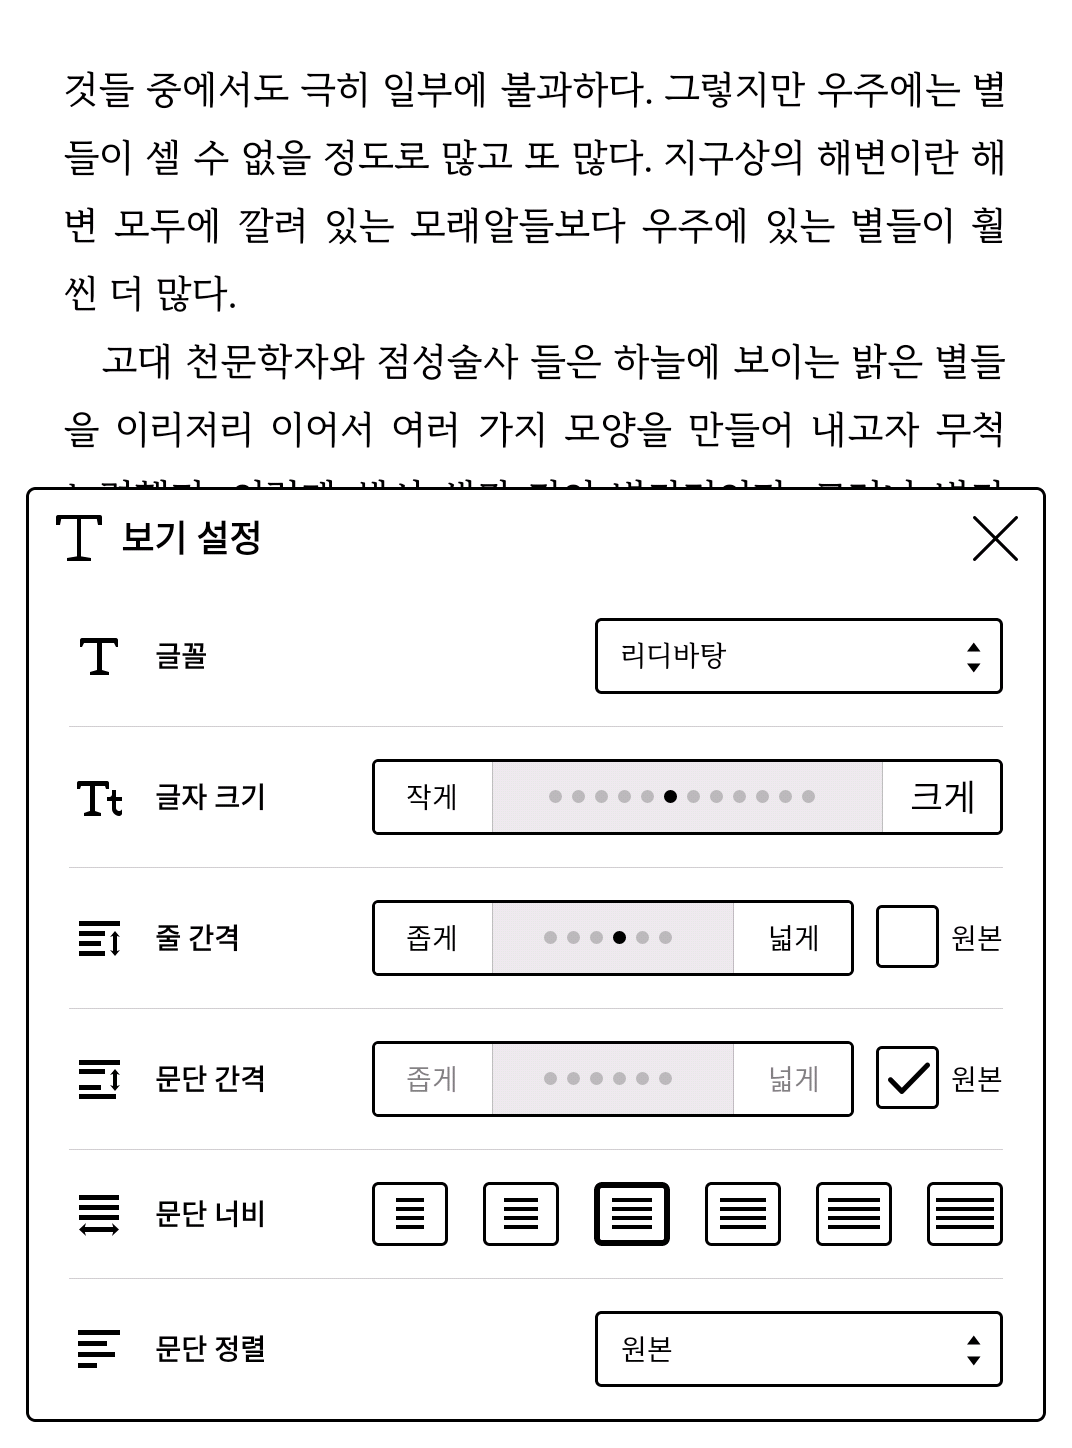 것들 중에서도 극히 일부에 불과하다. 그렇지만 우주에는 별
들이 셀 수 없을 정도로 많고 또 많다. 지구상의 해변이란 해
변 모두에 깔려 있는 모래알들보다 우주에 있는 별들이 훨
씬 더 많다.
고대 천문학자와 점성술사 들은 하늘에 보이는 밝은 별들
을 이리저리 이어서 여러 가지 모양을 만들어 내고자 무척
보기 설정
글꼴 리디바탕
글자 크기 작게 크게
줄 간격 좁게 넓게 원본
문단 간격 좁게 넓게 원본
문단 너비
문단 정렬 원본